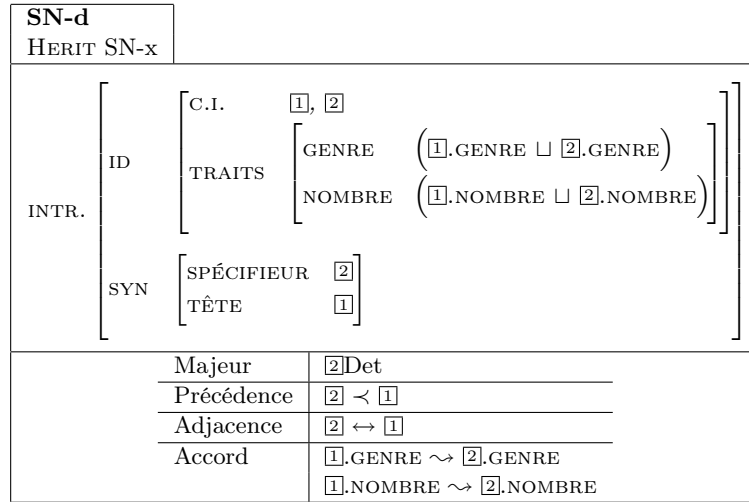 SN-d
HERIT SN-x
C.I. 1, 2
GENRE (1.GENRE ⊔ 2.GENRE)
ID TRAITS
NOMBRE (1.NOMBRE ⊔ 2.NOMBRE)
INTR.
SPÉCIFIEUR 2
SYN
TÊTE 1
Majeur 2Det
Précédence 2 ≺ 1
Adjacence 2 ↔ 1
Accord 1.GENRE ⇝ 2.GENRE
1.NOMBRE ⇝ 2.NOMBRE